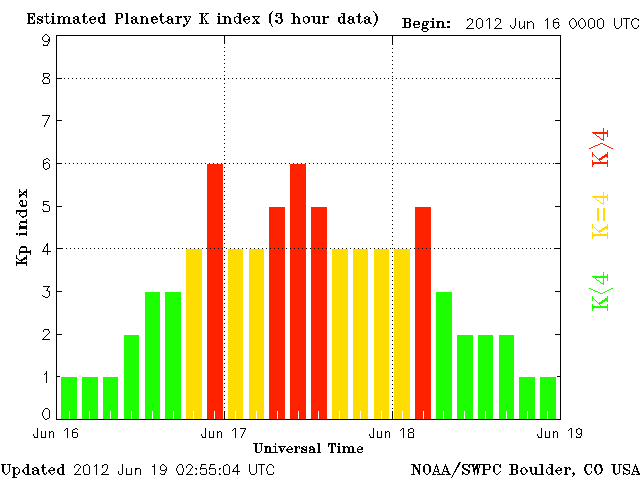 Estimated Planetary K index (3 hour data)
Begin: 2012 Jun 16 0000 UTC
9
8
7
6
5
4
3
2
1
0
Kp index
K>4
K=4
K<4
Jun 16
Jun 17
Jun 18
Jun 19
Universal Time
Updated 2012 Jun 19 02:55:04 UTC
NOAA/SWPC Boulder, CO USA